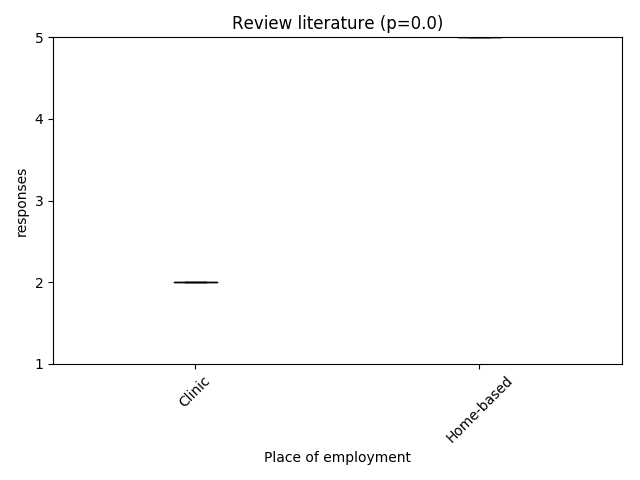 Review literature (p=0.0)
5
4
3
2
1
responses
Clinic
Home-based
Place of employment